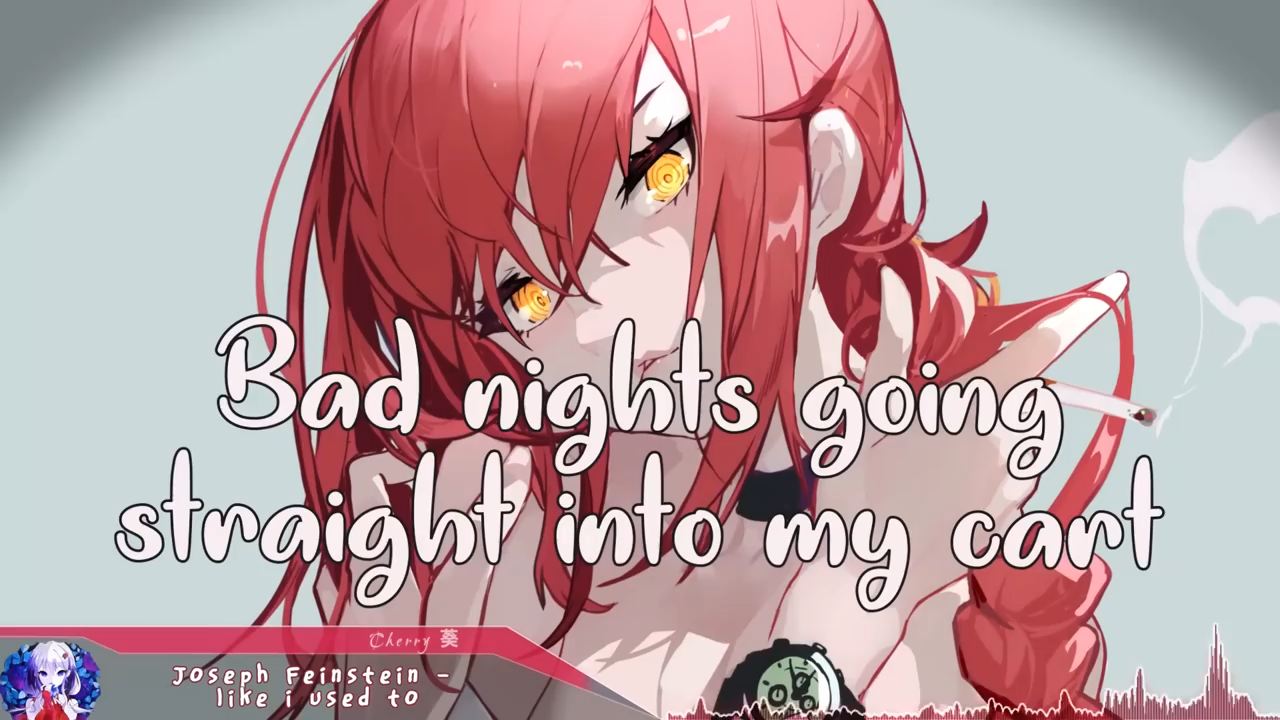 Bad nights going
straight into my cart
Cherry 葵
Joseph Feinstein -
like i used to